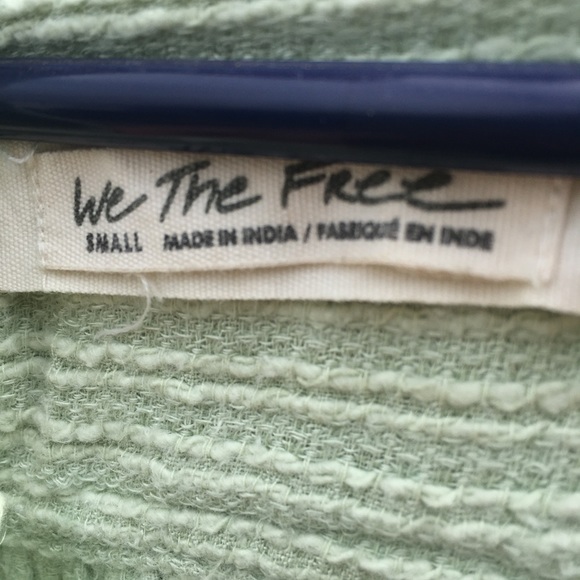 We The Free
SMALL MADE IN INDIA / FABRIQUÉ EN INDE